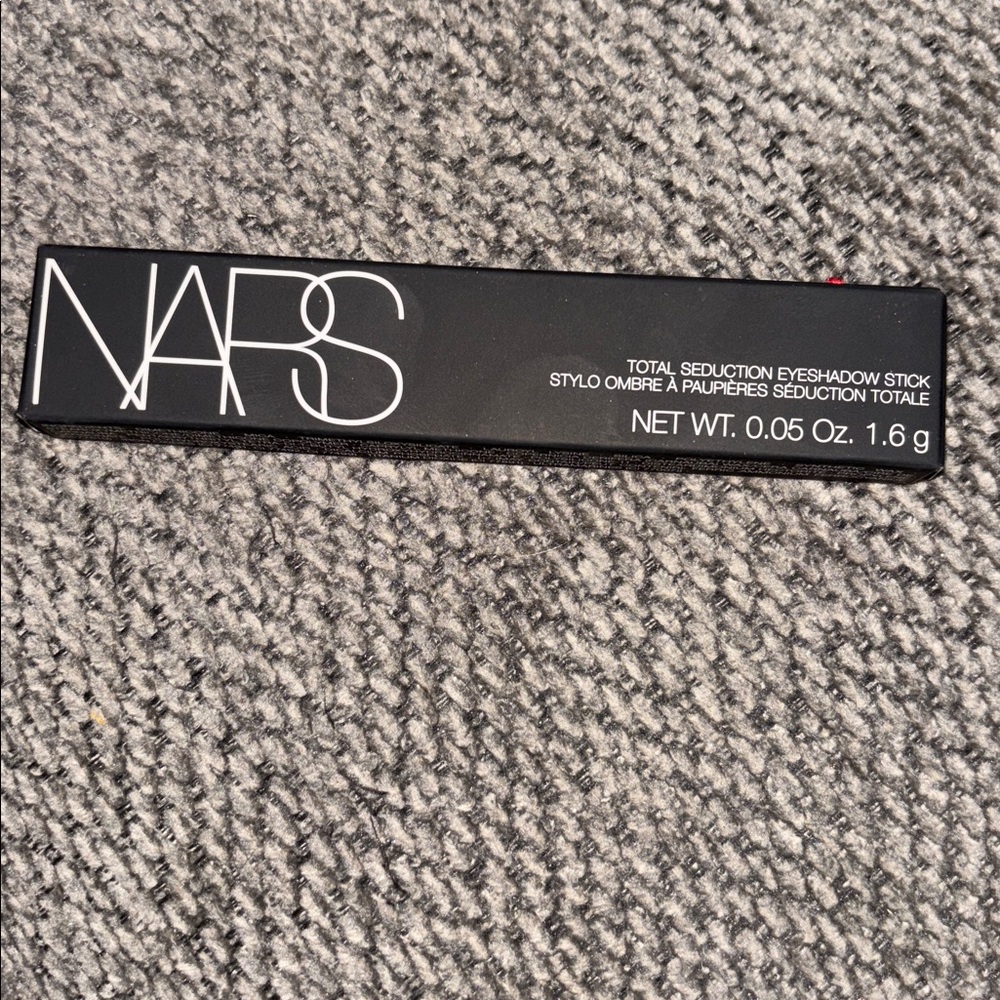 NARS
TOTAL SEDUCTION EYESHADOW STICK
STYLO OMBRE À PAUPIÈRES SÉDUCTION TOTALE
NET WT. 0.05 Oz. 1.6 g